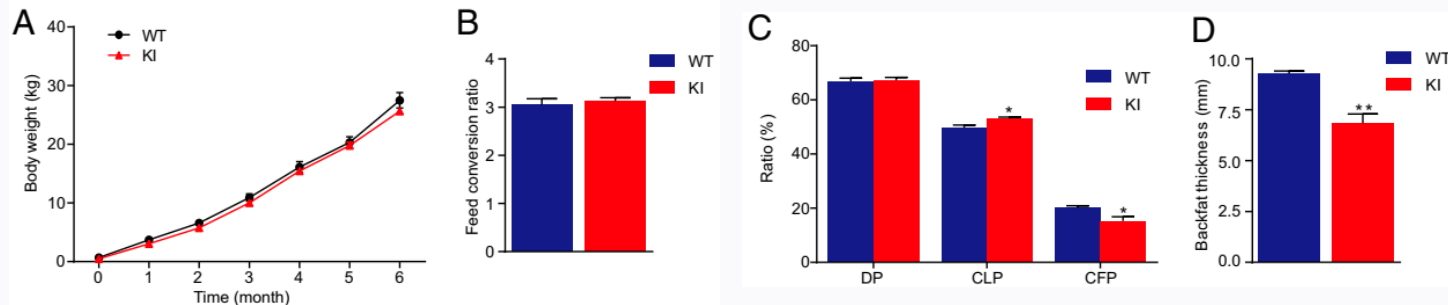 A
WT
KI
Body weight (kg)
40
30
20
10
0
0 1 2 3 4 5 6
Time (month)
B
WT
KI
Feed conversion ratio
4
3
2
1
0
C
WT
KI
Ratio (%)
80
60
40
20
0
*
*
DP CLP CFP
D
WT
KI
Backfat thickness (mm)
10.0
7.5
5.0
2.5
0.0
**